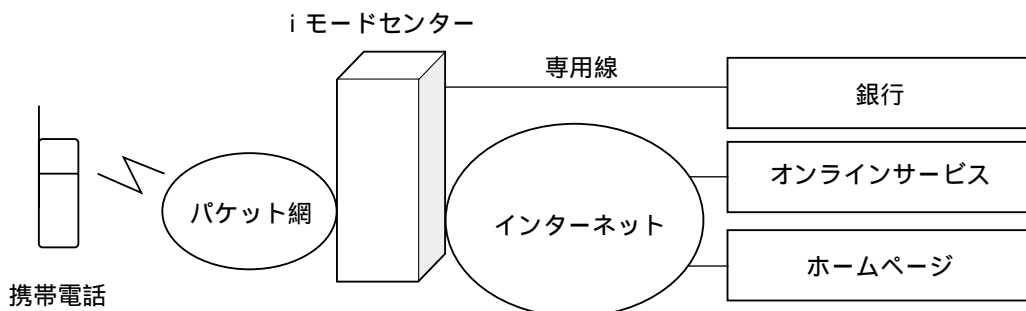 i モードセンター
専用線
銀行
オンラインサービス
パケット網
インターネット
ホームページ
携帯電話